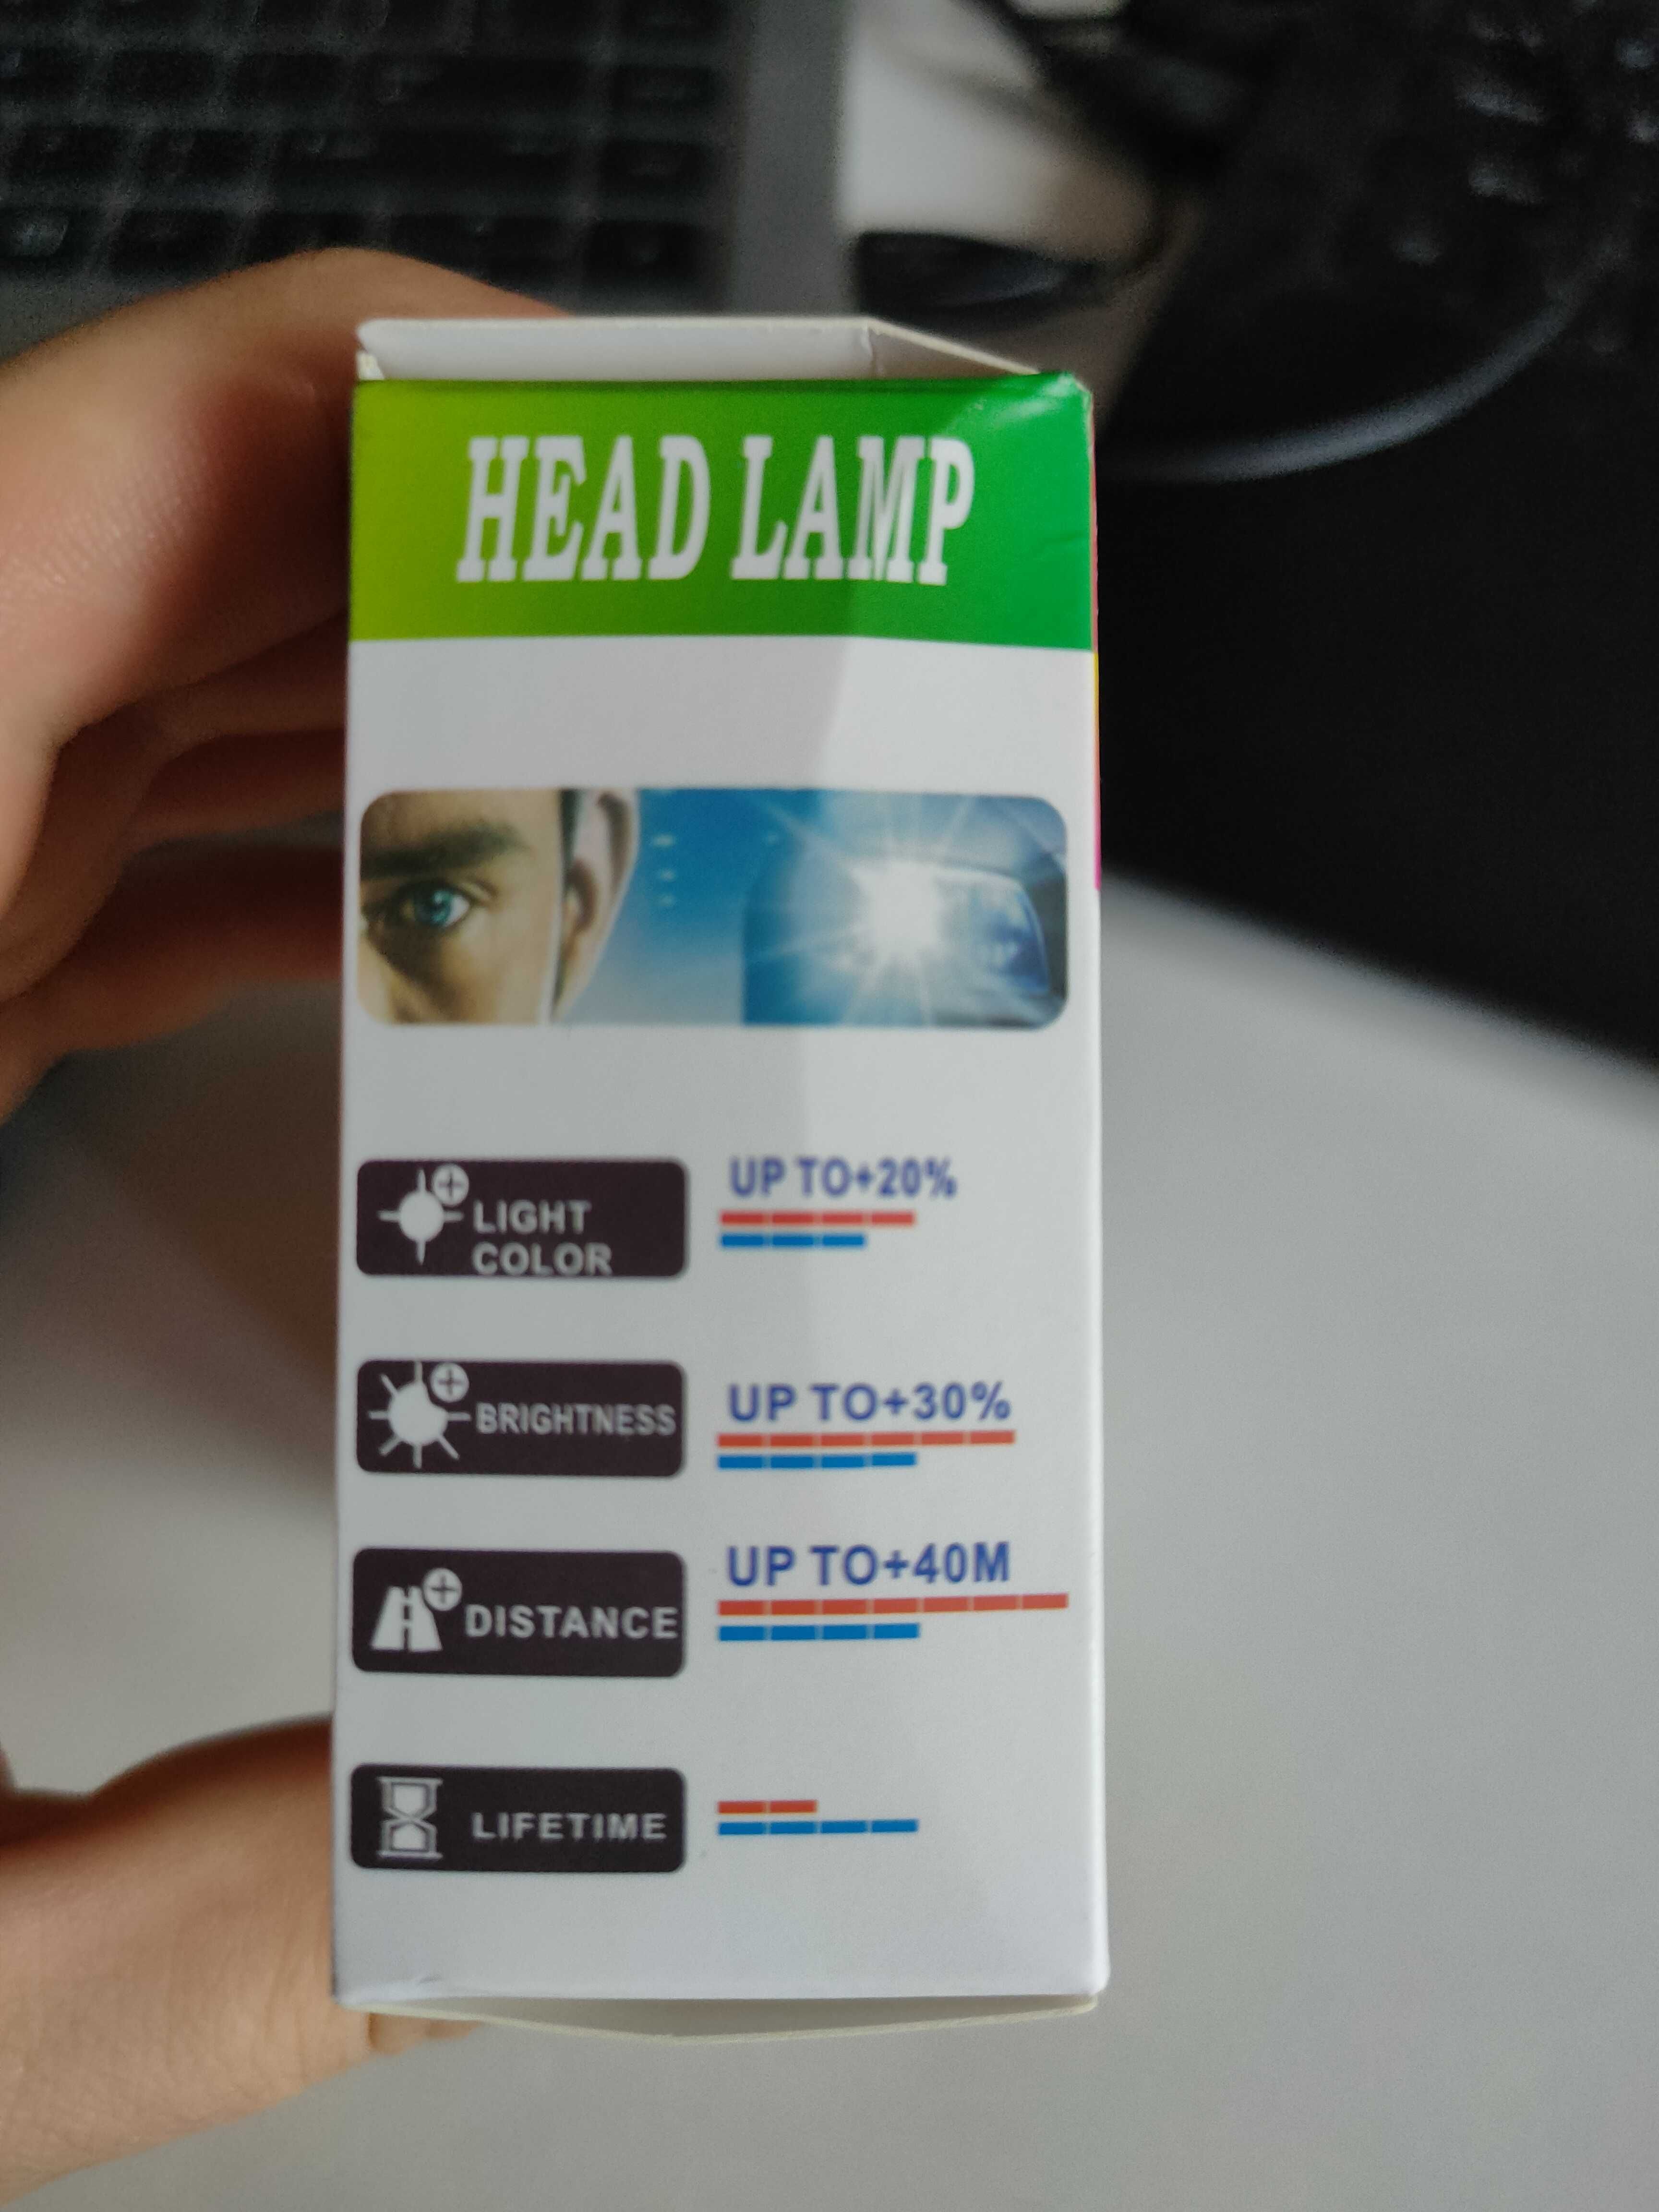 HEAD LAMP
LIGHT
COLOR
UP TO+20%
BRIGHTNESS
UP TO+30%
DISTANCE
UP TO+40M
LIFETIME